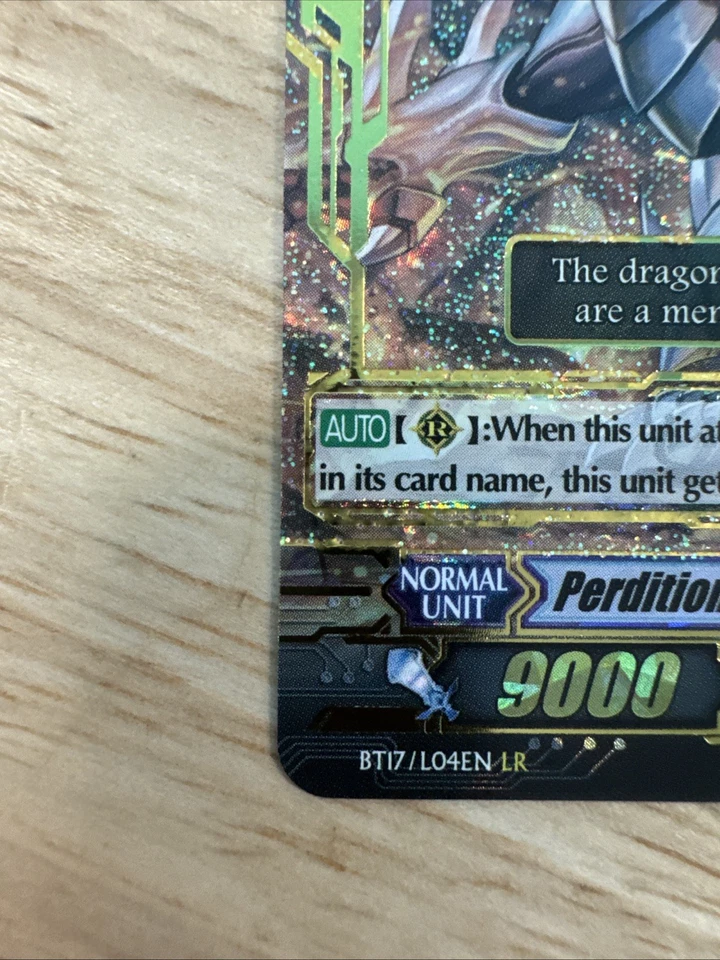 The dragon
are a mer
AUTO【 R 】:When this unit at
in its card name, this unit get
NORMAL
UNIT
Perdition
9000
BT17/L04EN LR